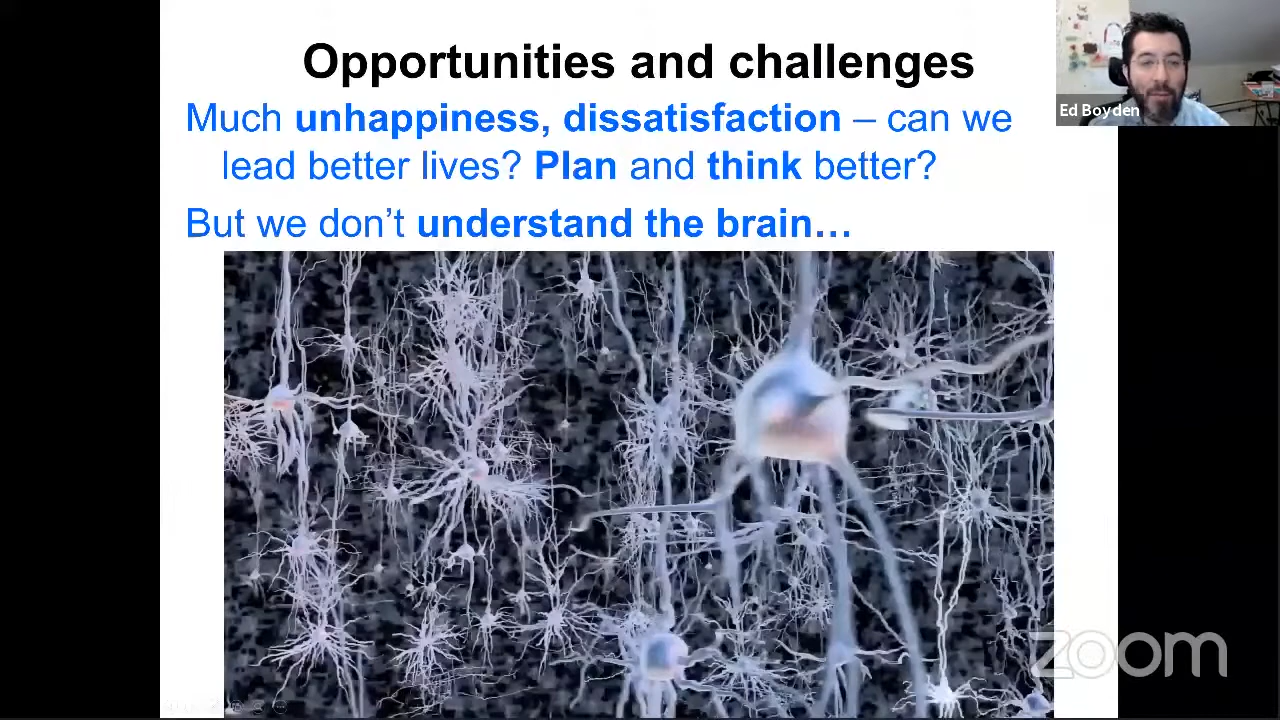 Opportunities and challenges
Much unhappiness, dissatisfaction – can we
lead better lives? Plan and think better?
But we don’t understand the brain…
Ed Boyden
zoom